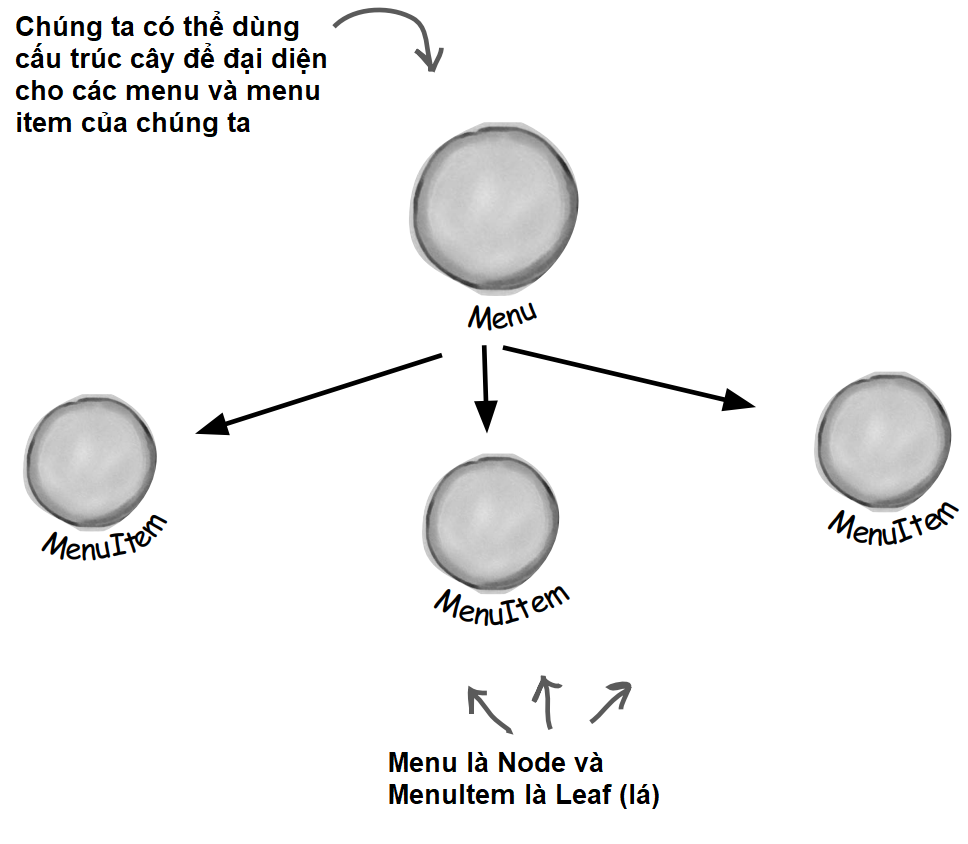 Chúng ta có thể dùng
cấu trúc cây để đại diện
cho các menu và menu
item của chúng ta
Menu
MenuItem
MenuItem
MenuItem
Menu là Node và
MenuItem là Leaf (lá)